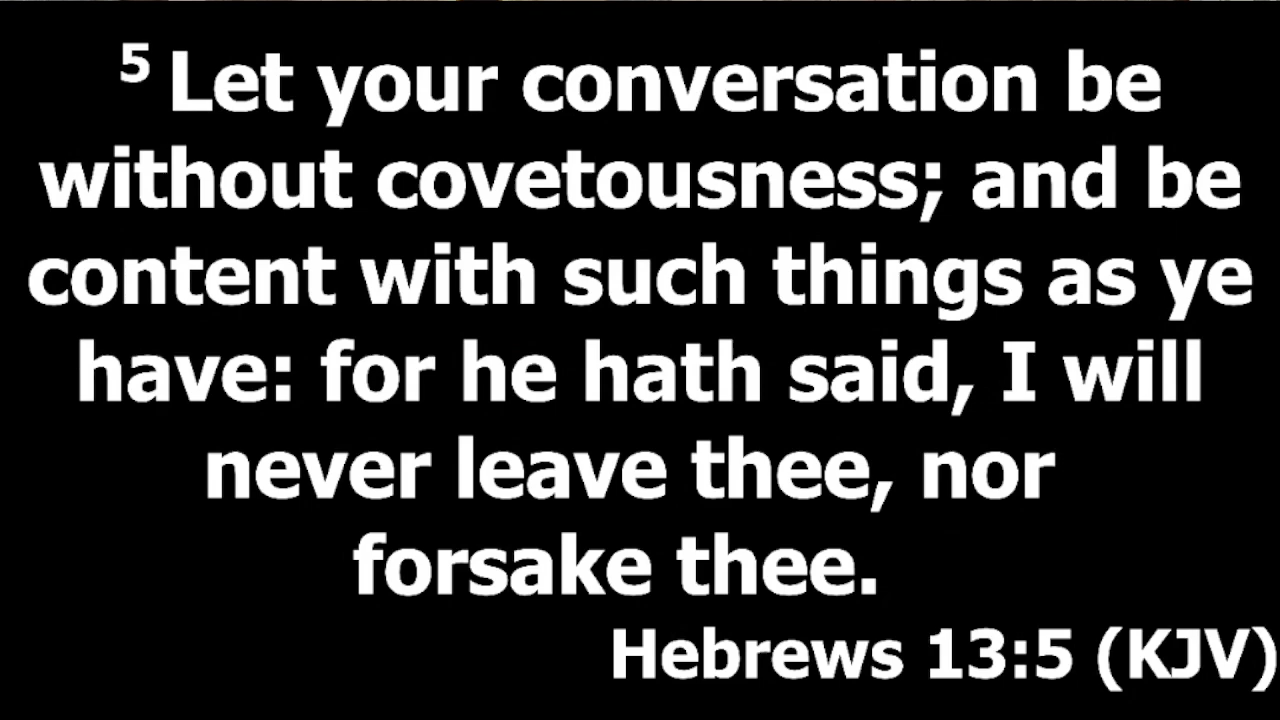 5 Let your conversation be
without covetousness; and be
content with such things as ye
have: for he hath said, I will
never leave thee, nor
forsake thee.
Hebrews 13:5 (KJV)